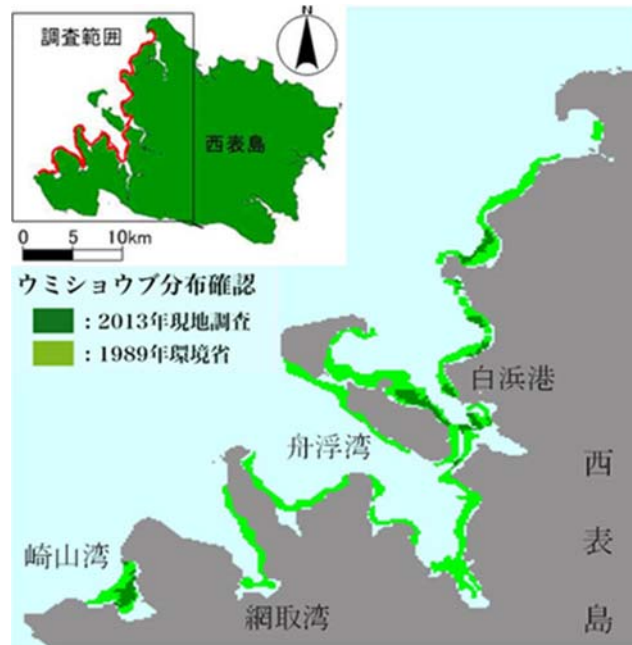 調査範囲
N
西表島
0 5 10km
ウミショウブ分布確認
:2013年現地調査
:1989年環境省
白浜港
舟浮湾
崎山湾
網取湾
西表島